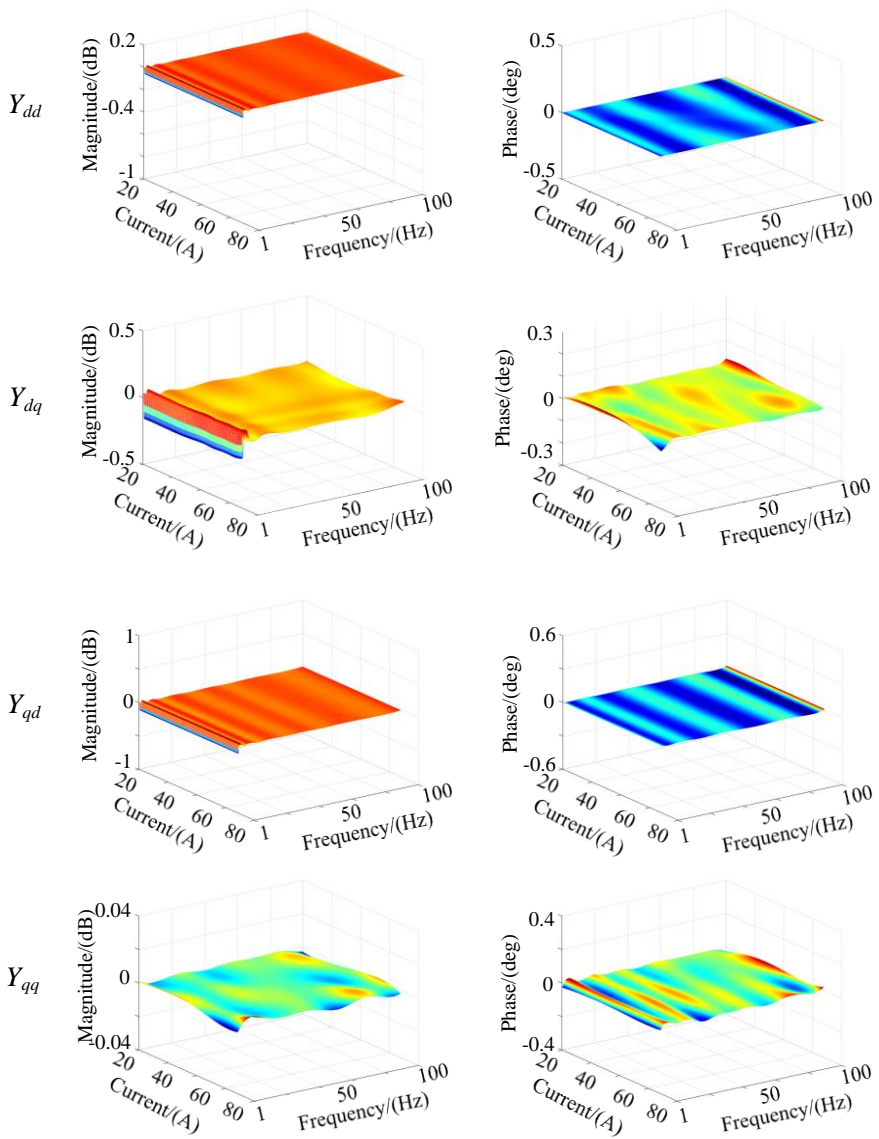 Y_dd
0.2
-0.4
-1
Magnitude/(dB)
20
40
60
80
Current/(A)
1
50
100
Frequency/(Hz)
0.5
0
-0.5
Phase/(deg)
20
40
60
80
Current/(A)
1
50
100
Frequency/(Hz)
Y_dq
0.5
0
-0.5
Magnitude/(dB)
20
40
60
80
Current/(A)
1
50
100
Frequency/(Hz)
0.3
0
-0.3
Phase/(deg)
20
40
60
80
Current/(A)
1
50
100
Frequency/(Hz)
Y_qd
1
0
-1
Magnitude/(dB)
20
40
60
80
Current/(A)
1
50
100
Frequency/(Hz)
0.6
0
-0.6
Phase/(deg)
20
40
60
80
Current/(A)
1
50
100
Frequency/(Hz)
Y_qq
0.04
0
-0.04
Magnitude/(dB)
20
40
60
80
Current/(A)
1
50
100
Frequency/(Hz)
0.4
0
-0.4
Phase/(deg)
20
40
60
80
Current/(A)
1
50
100
Frequency/(Hz)